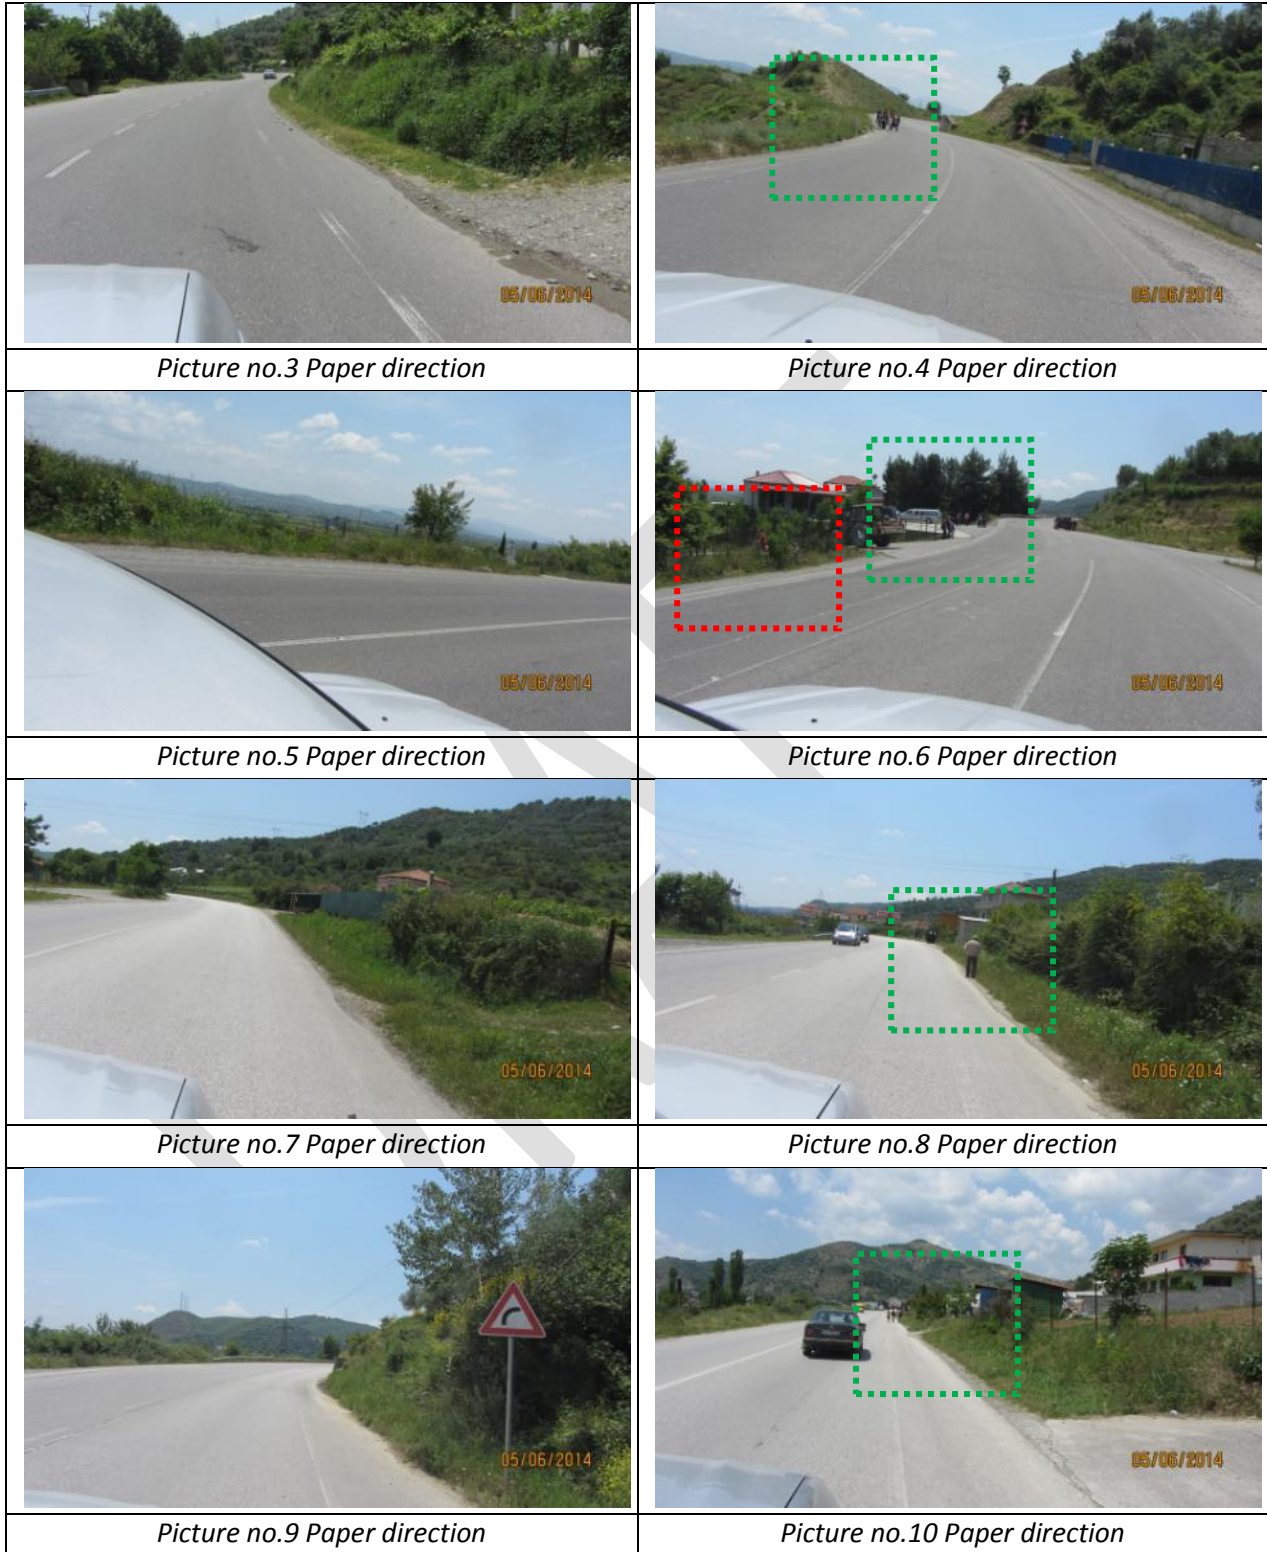 05/06/2014
05/06/2014
Picture no.3 Paper direction
Picture no.4 Paper direction
05/06/2014
05/06/2014
Picture no.5 Paper direction
Picture no.6 Paper direction
05/06/2014
05/06/2014
Picture no.7 Paper direction
Picture no.8 Paper direction
05/06/2014
05/06/2014
Picture no.9 Paper direction
Picture no.10 Paper direction